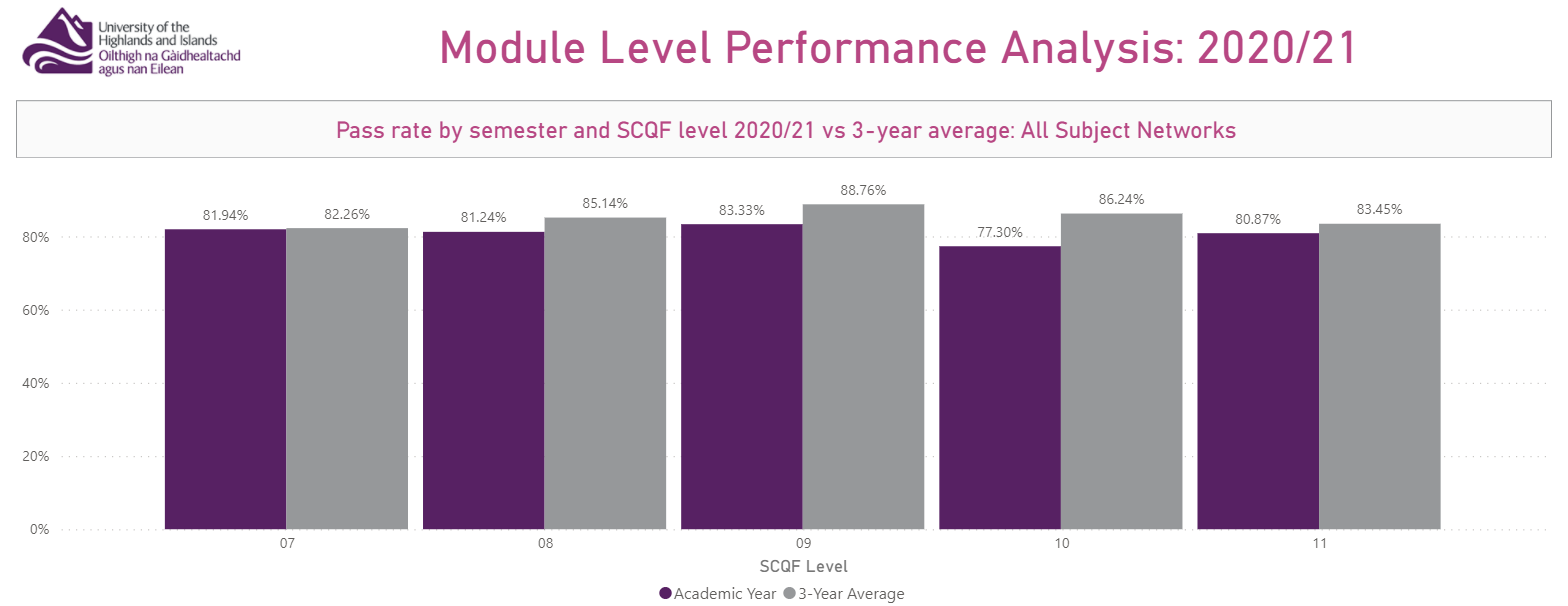 University of the
Highlands and Islands
Oilthigh na Gàidhealtachd
agus nan Eilean
Module Level Performance Analysis: 2020/21
Pass rate by semester and SCQF level 2020/21 vs 3-year average: All Subject Networks
81.94% 82.26% 81.24% 85.14% 83.33% 88.76% 77.30% 86.24% 80.87% 83.45%
80%
60%
40%
20%
0%
07 08 09 10 11
SCQF Level
Academic Year 3-Year Average